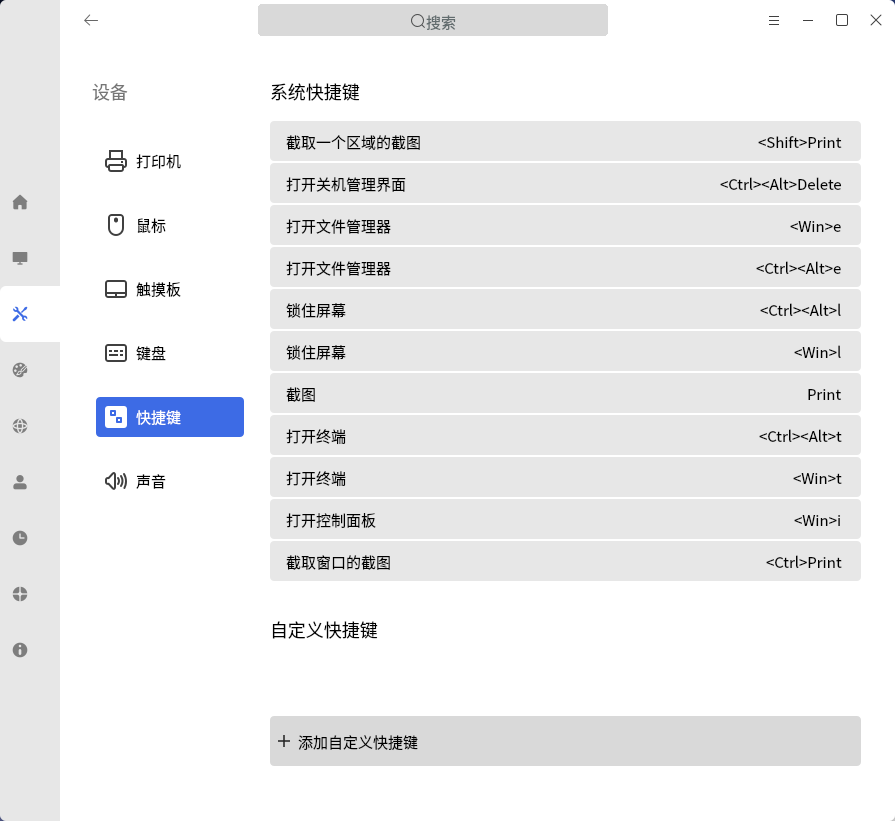 搜索
设备
打印机
鼠标
触摸板
键盘
快捷键
声音
系统快捷键
截取一个区域的截图 <Shift>Print
打开关机管理界面 <Ctrl><Alt>Delete
打开文件管理器 <Win>e
打开文件管理器 <Ctrl><Alt>e
锁住屏幕 <Ctrl><Alt>l
锁住屏幕 <Win>l
截图 Print
打开终端 <Ctrl><Alt>t
打开终端 <Win>t
打开控制面板 <Win>i
截取窗口的截图 <Ctrl>Print
自定义快捷键
添加自定义快捷键